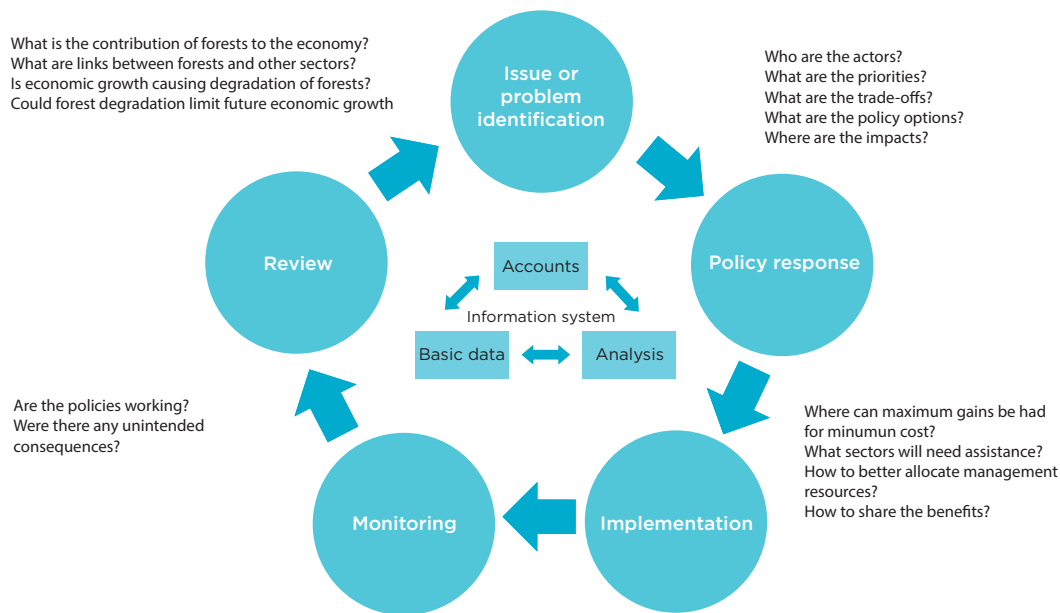 What is the contribution of forests to the economy?
What are links between forests and other sectors?
Is economic growth causing degradation of forests?
Could forest degradation limit future economic growth
Issue or
problem
identification
Who are the actors?
What are the priorities?
What are the trade-offs?
What are the policy options?
Where are the impacts?
Review
Policy response
Accounts
Information system
Basic data
Analysis
Are the policies working?
Were there any unintended
consequences?
Where can maximum gains be had
for minumun cost?
What sectors will need assistance?
How to better allocate management
resources?
How to share the benefits?
Monitoring
Implementation